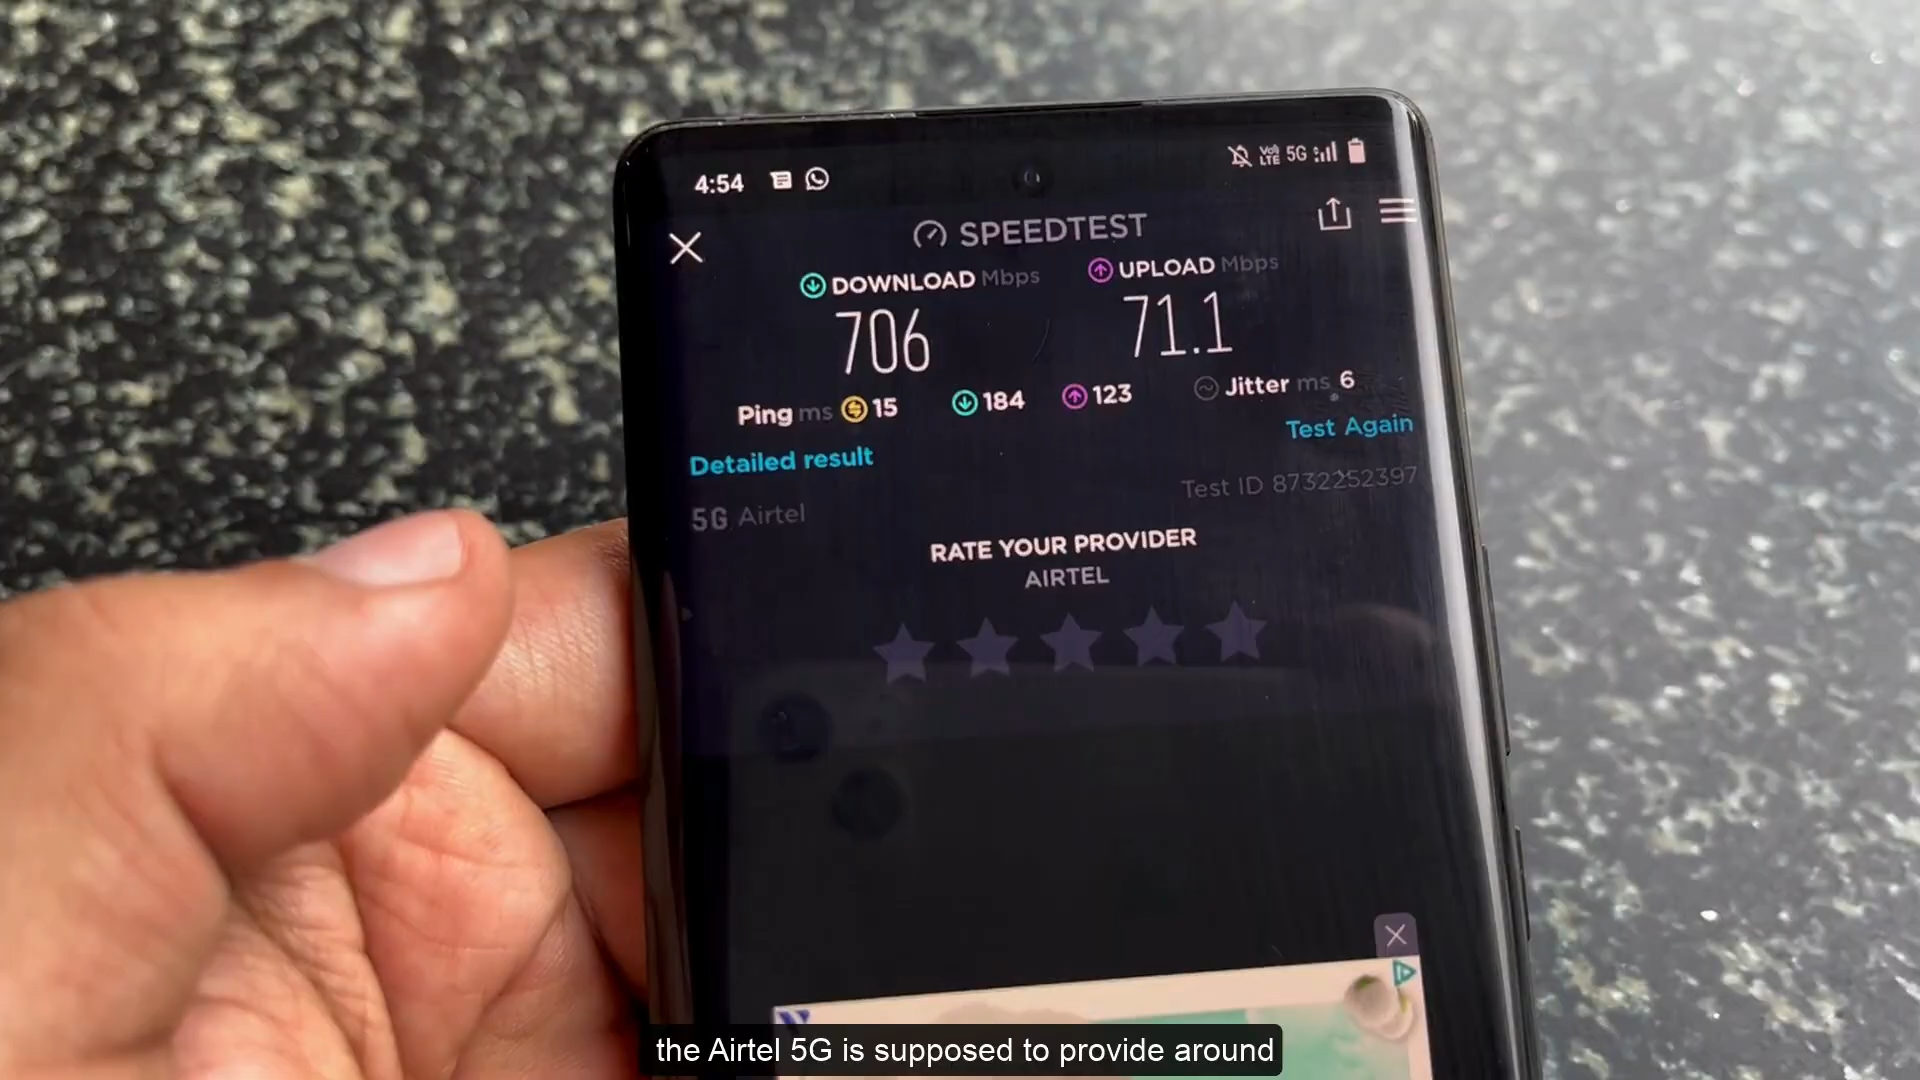 4:54 VoLTE 5G
SPEEDTEST
DOWNLOAD Mbps UPLOAD Mbps
706 71.1
Ping ms 15 184 123 Jitter ms 6
Test Again
Detailed result
Test ID 8732252397
5G Airtel
RATE YOUR PROVIDER
AIRTEL
the Airtel 5G is supposed to provide around